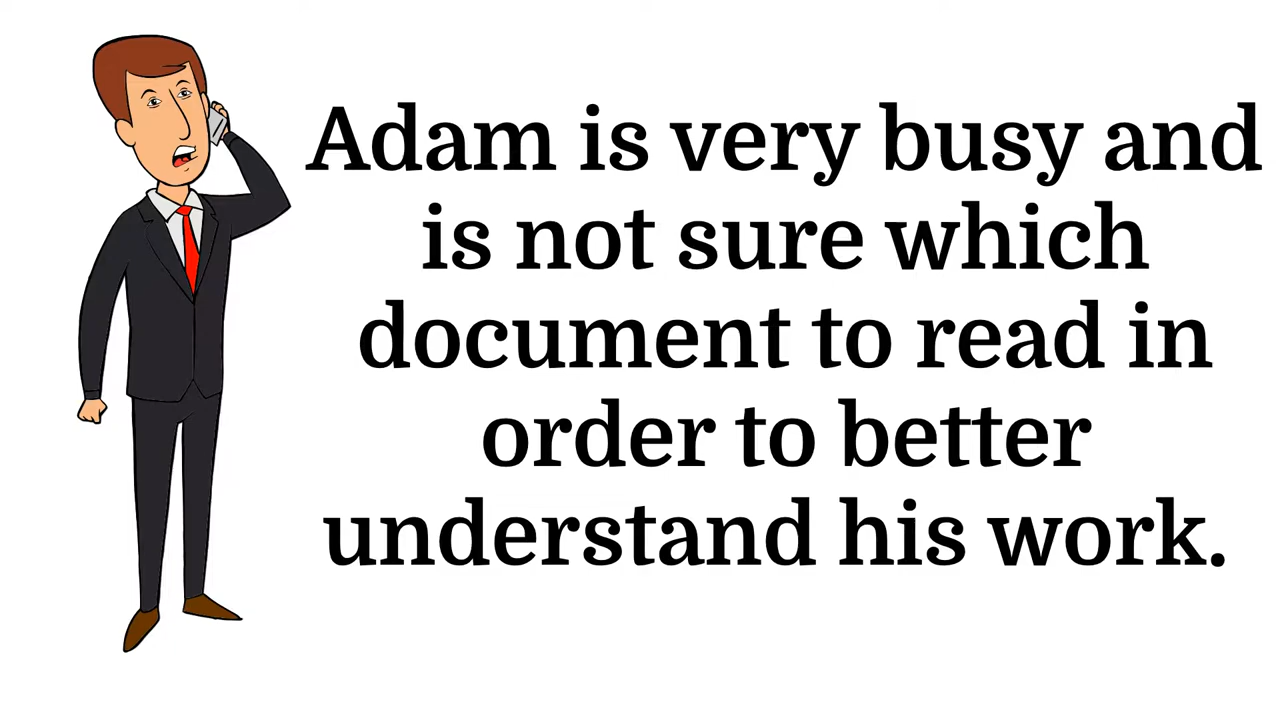 Adam is very busy and
is not sure which
document to read in
order to better
understand his work.